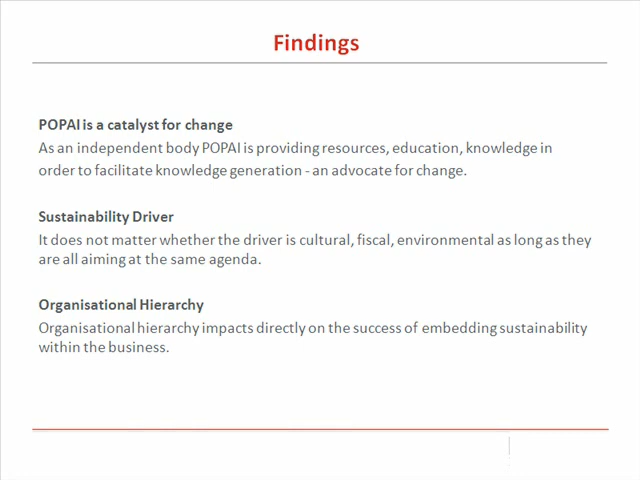 Findings
POPAI is a catalyst for change
As an independent body POPAI is providing resources, education, knowledge in
order to facilitate knowledge generation - an advocate for change.
Sustainability Driver
It does not matter whether the driver is cultural, fiscal, environmental as long as they
are all aiming at the same agenda.
Organisational Hierarchy
Organisational hierarchy impacts directly on the success of embedding sustainability
within the business.